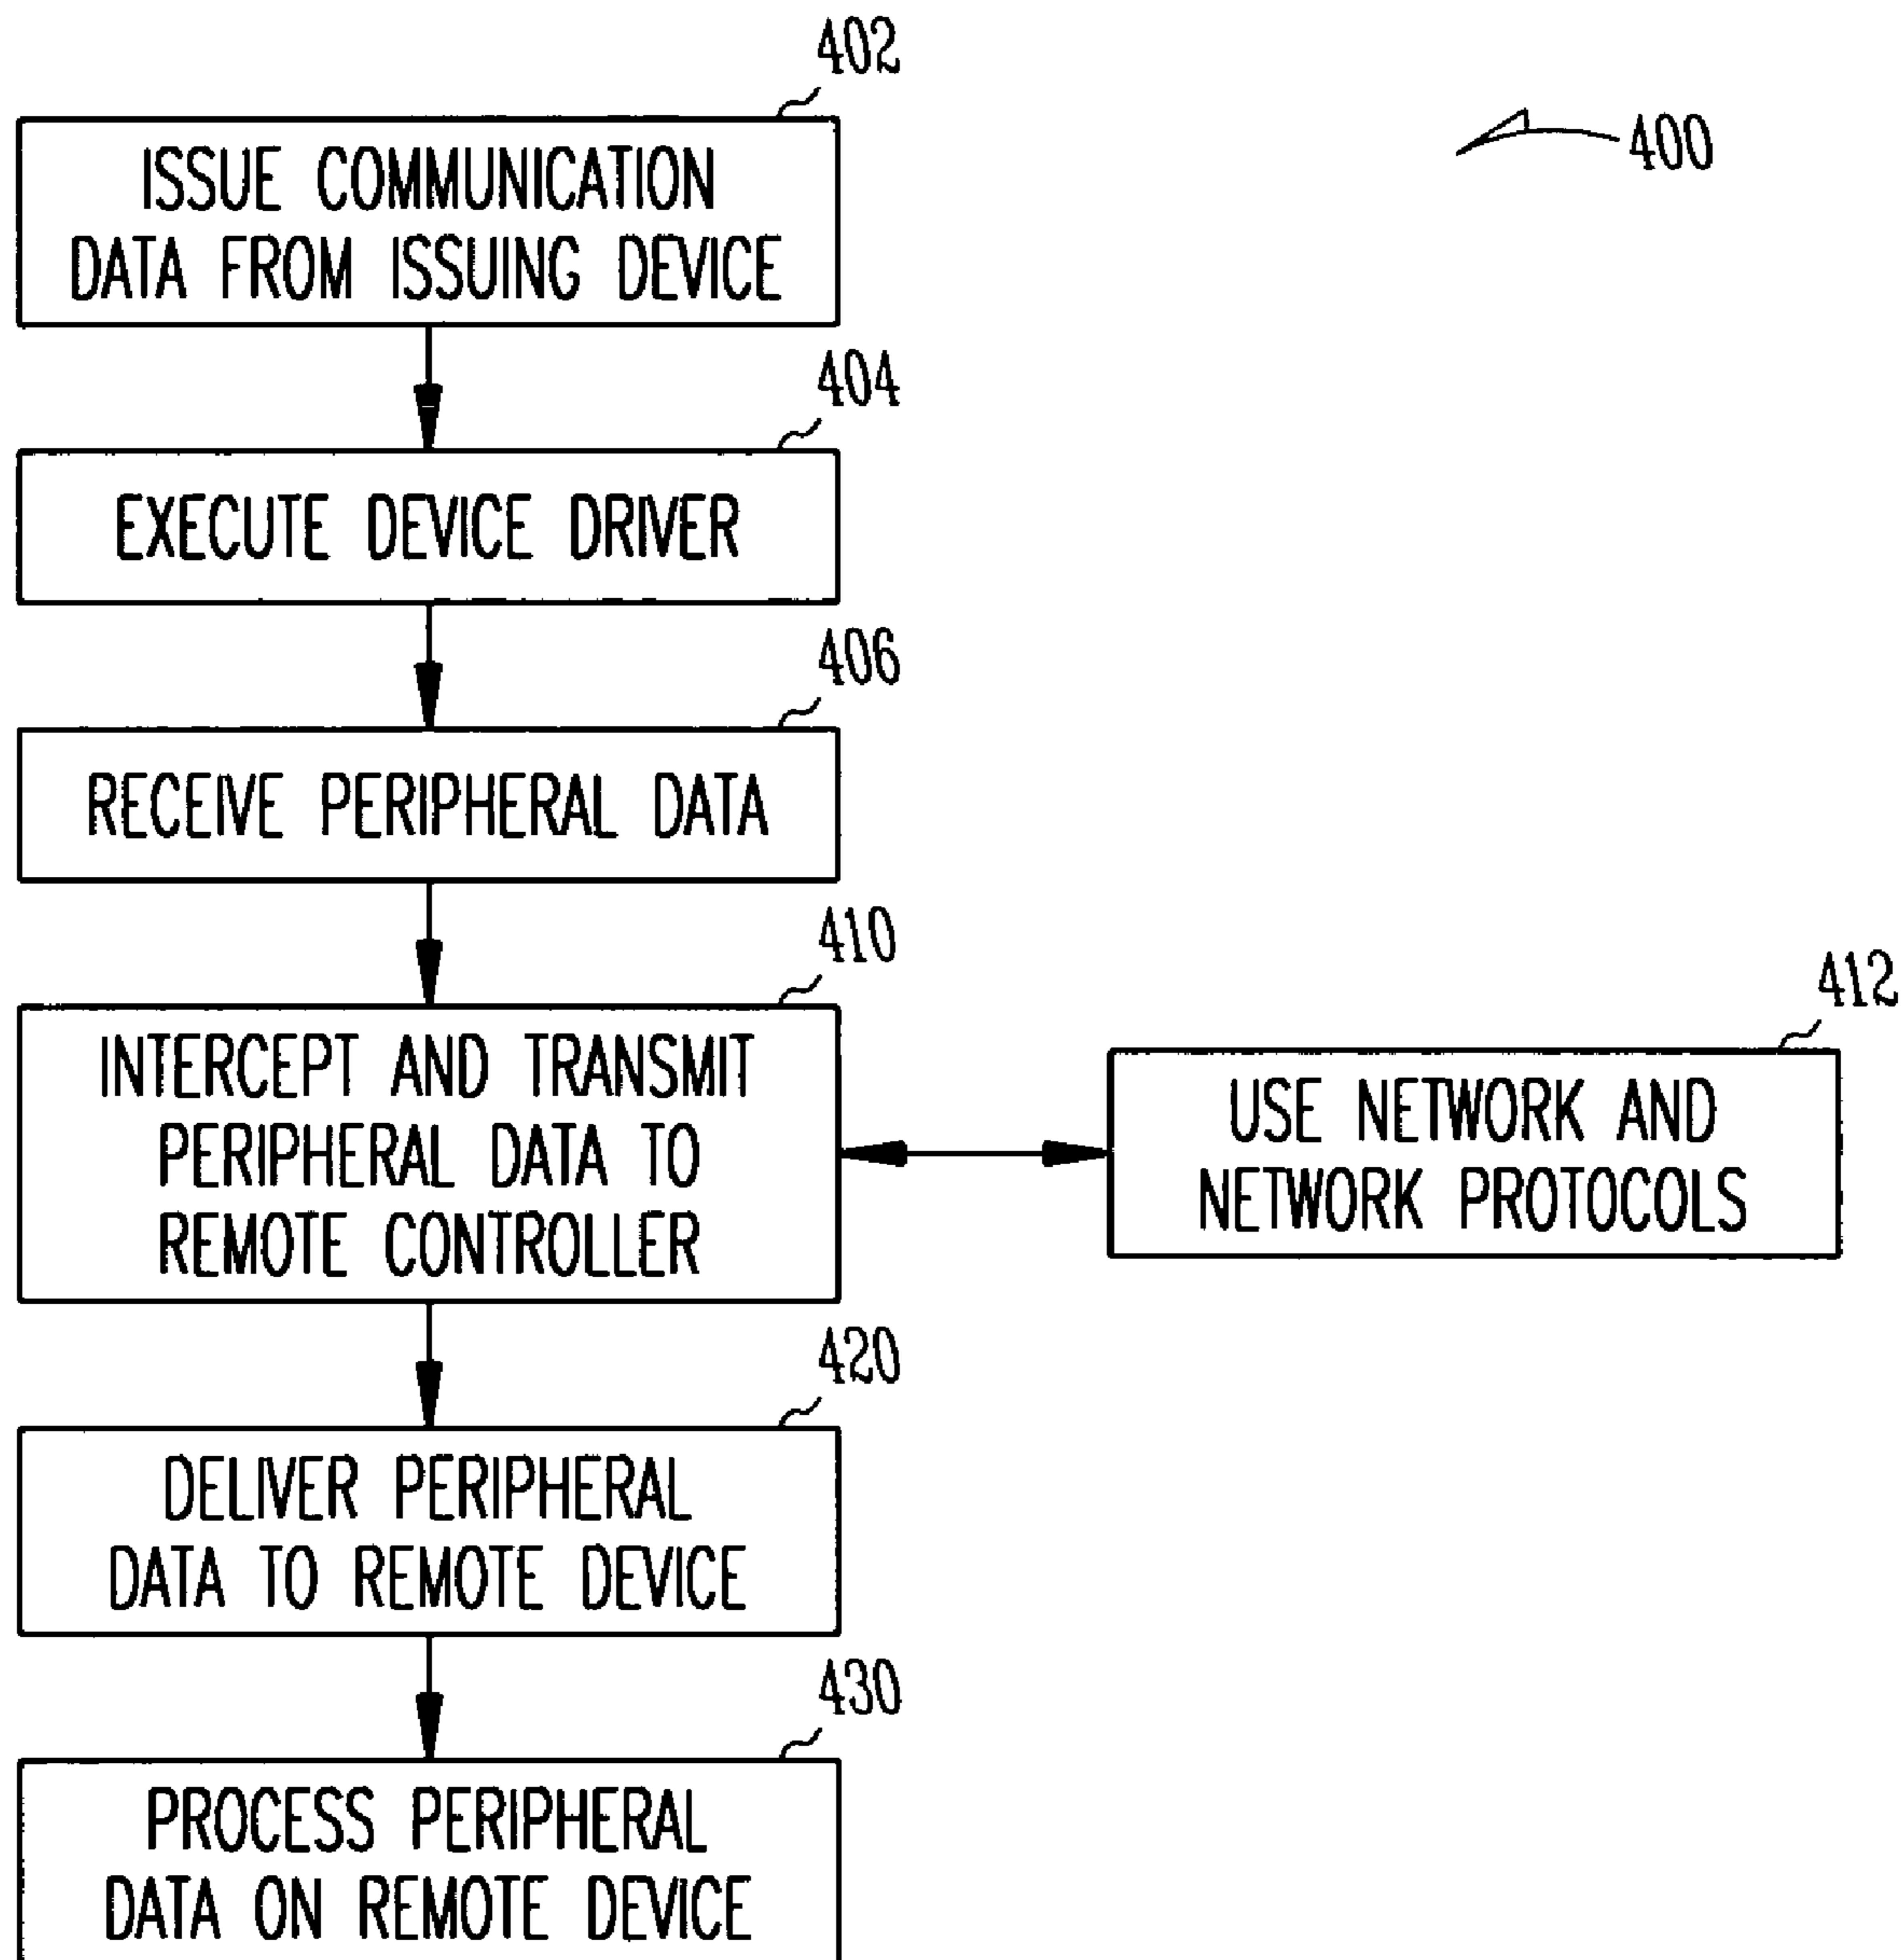 402
400
ISSUE COMMUNICATION
DATA FROM ISSUING DEVICE
404
EXECUTE DEVICE DRIVER
406
RECEIVE PERIPHERAL DATA
410
INTERCEPT AND TRANSMIT
PERIPHERAL DATA TO
REMOTE CONTROLLER
412
USE NETWORK AND
NETWORK PROTOCOLS
420
DELIVER PERIPHERAL
DATA TO REMOTE DEVICE
430
PROCESS PERIPHERAL
DATA ON REMOTE DEVICE